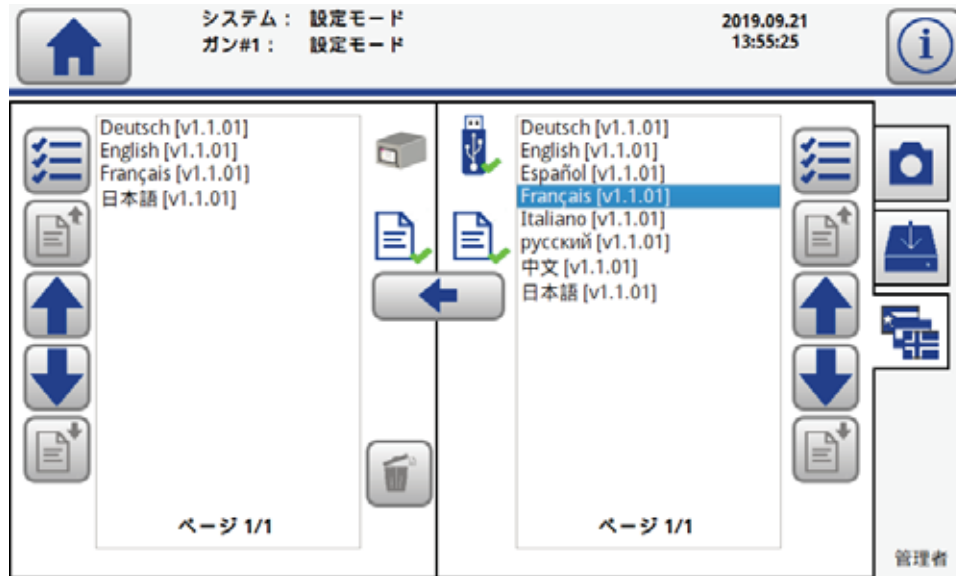 システム： 設定モード
ガン#1： 設定モード
2019.09.21
13:55:25
Deutsch [v1.1.01]
English [v1.1.01]
Français [v1.1.01]
日本語 [v1.1.01]
ページ 1/1
Deutsch [v1.1.01]
English [v1.1.01]
Español [v1.1.01]
Français [v1.1.01]
Italiano [v1.1.01]
русский [v1.1.01]
中文 [v1.1.01]
日本語 [v1.1.01]
ページ 1/1
管理者